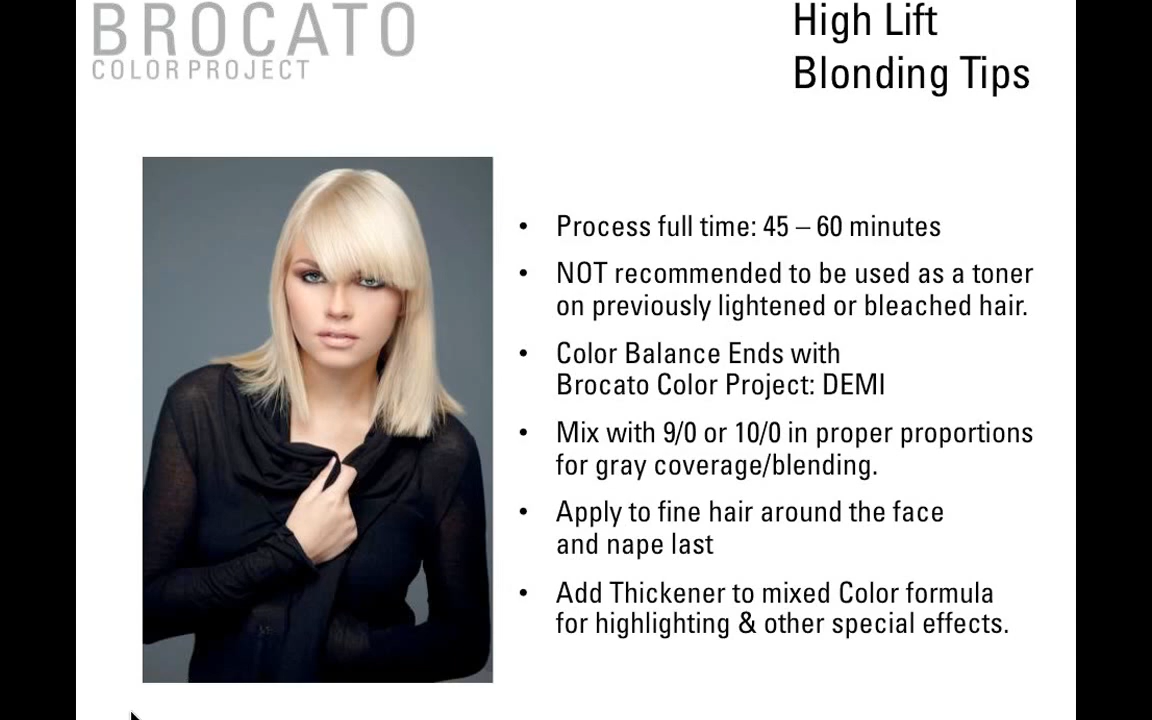 BROCATO
COLOR PROJECT
High Lift
Blonding Tips
• Process full time: 45 – 60 minutes
• NOT recommended to be used as a toner
on previously lightened or bleached hair.
• Color Balance Ends with
Brocato Color Project: DEMI
• Mix with 9/0 or 10/0 in proper proportions
for gray coverage/blending.
• Apply to fine hair around the face
and nape last
• Add Thickener to mixed Color formula
for highlighting & other special effects.